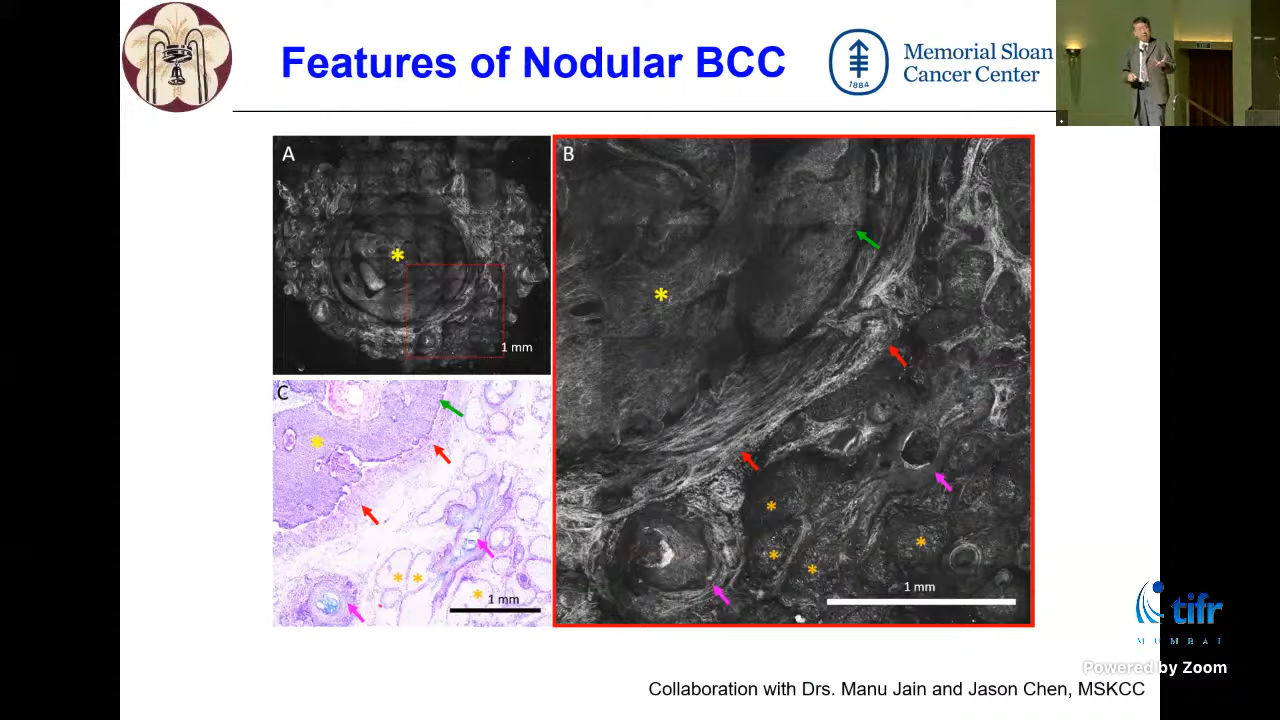 Features of Nodular BCC
1884
Memorial Sloan
Cancer Center
A
1 mm
B
1 mm
C
1 mm
tifr
MUMBAI
Powered by Zoom
Collaboration with Drs. Manu Jain and Jason Chen, MSKCC